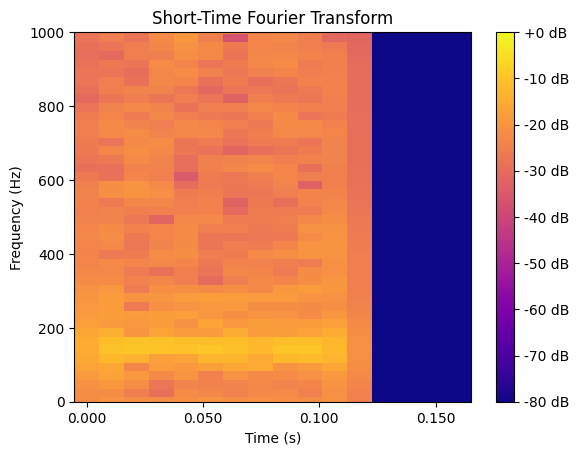 Short-Time Fourier Transform
1000
800
600
400
200
0
Frequency (Hz)
0.000
0.050
0.100
0.150
Time (s)
+0 dB
-10 dB
-20 dB
-30 dB
-40 dB
-50 dB
-60 dB
-70 dB
-80 dB